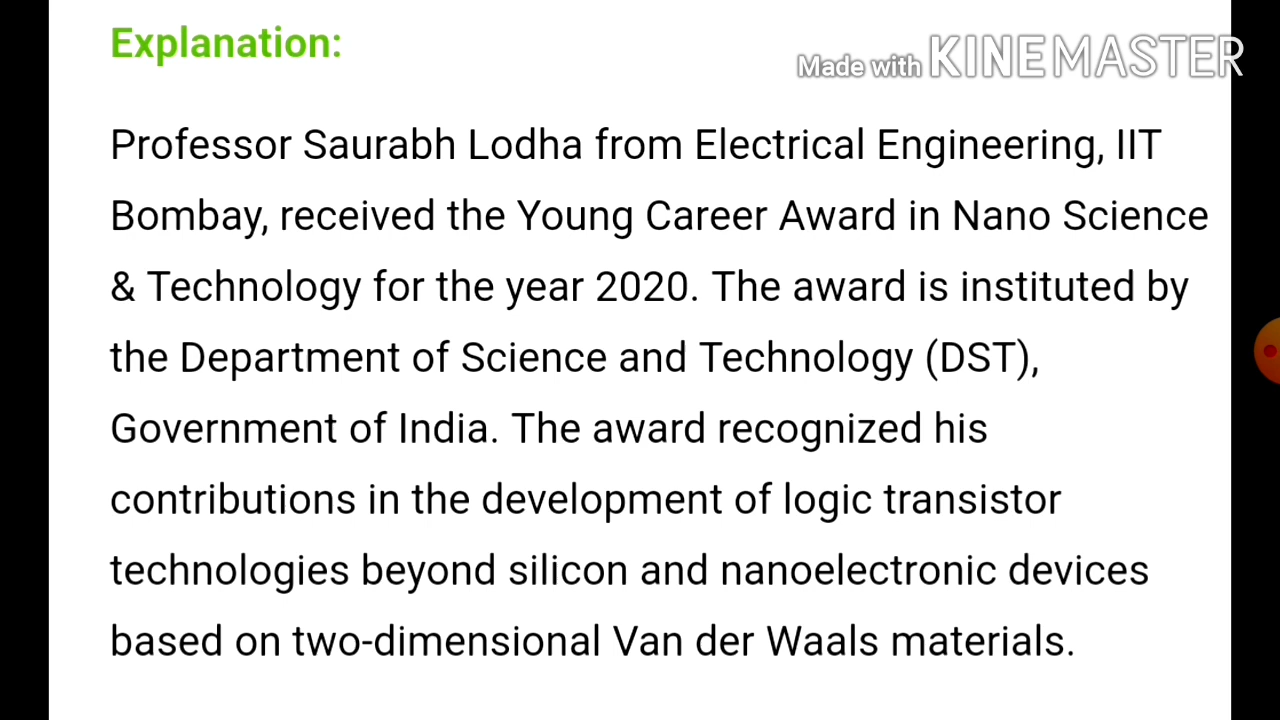 Explanation:
Made with KINEMASTER
Professor Saurabh Lodha from Electrical Engineering, IIT
Bombay, received the Young Career Award in Nano Science
& Technology for the year 2020. The award is instituted by
the Department of Science and Technology (DST),
Government of India. The award recognized his
contributions in the development of logic transistor
technologies beyond silicon and nanoelectronic devices
based on two-dimensional Van der Waals materials.